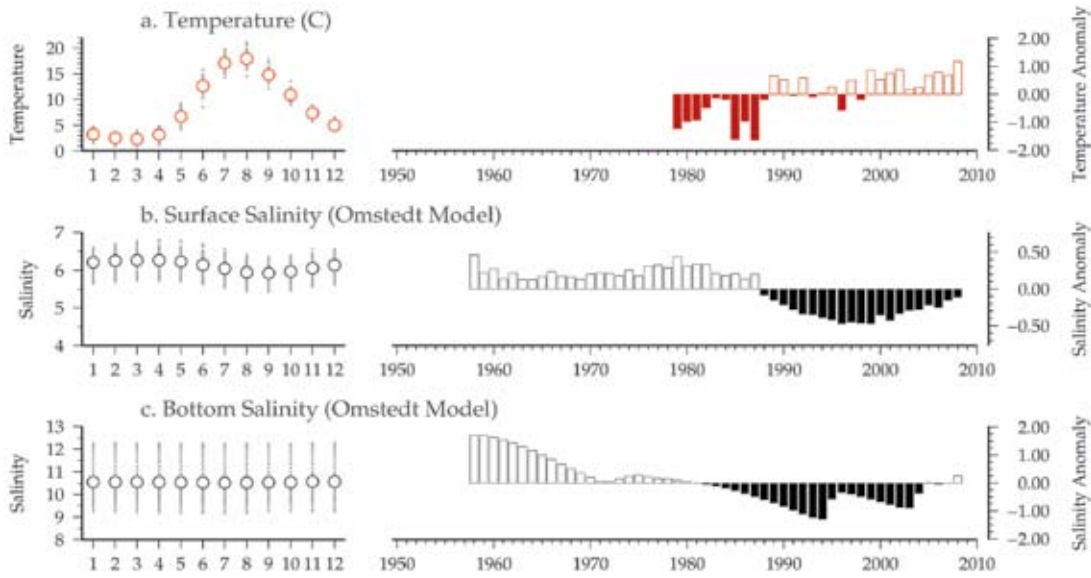 a. Temperature (C)
Temperature
20
15
10
5
0
1 2 3 4 5 6 7 8 9 10 11 12
1950 1960 1970 1980 1990 2000 2010
2.00
1.00
0.00
−1.00
−2.00
Temperature Anomaly
b. Surface Salinity (Omstedt Model)
Salinity
7
6
5
4
1 2 3 4 5 6 7 8 9 10 11 12
1950 1960 1970 1980 1990 2000 2010
0.50
0.00
−0.50
Salinity Anomaly
c. Bottom Salinity (Omstedt Model)
Salinity
13
12
11
10
9
8
1 2 3 4 5 6 7 8 9 10 11 12
1950 1960 1970 1980 1990 2000 2010
2.00
1.00
0.00
−1.00
−2.00
Salinity Anomaly